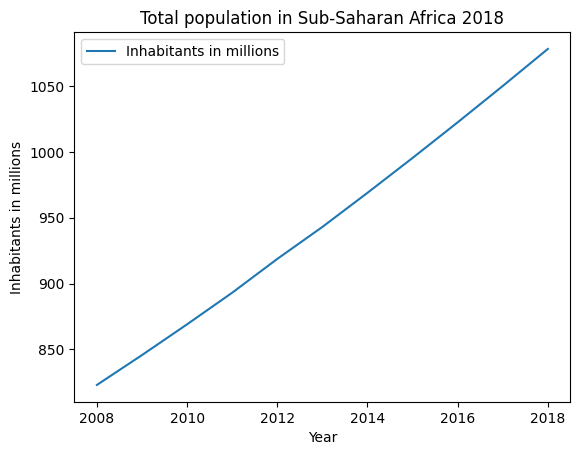 Total population in Sub-Saharan Africa 2018
Inhabitants in millions
Inhabitants in millions
1050
1000
950
900
850
2008 2010 2012 2014 2016 2018
Year